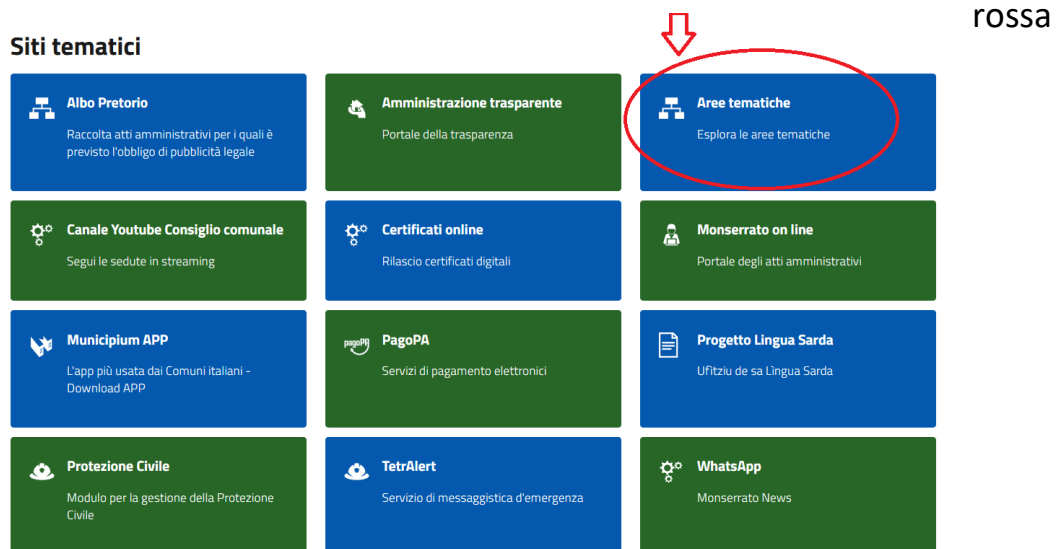 rossa
Siti tematici
Albo Pretorio
Raccolta atti amministrativi per i quali è
previsto l'obbligo di pubblicità legale
Amministrazione trasparente
Portale della trasparenza
Aree tematiche
Esplora le aree tematiche
Canale Youtube Consiglio comunale
Segui le sedute in streaming
Certificati online
Rilascio certificati digitali
Monserrato on line
Portale degli atti amministrativi
Municipium APP
L'app più usata dai Comuni italiani -
Download APP
pagoPA
PagoPA
Servizi di pagamento elettronici
Progetto Lingua Sarda
Ufìtziu de sa Lìngua Sarda
Protezione Civile
Modulo per la gestione della Protezione
Civile
TetrAlert
Servizio di messaggistica d'emergenza
WhatsApp
Monserrato News